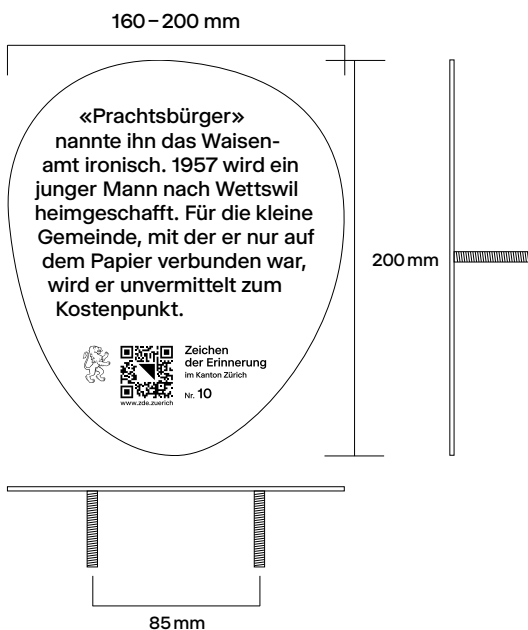 160–200 mm
«Prachtsbürger»
nannte ihn das Waisen-
amt ironisch. 1957 wird ein
junger Mann nach Wettswil
heimgeschafft. Für die kleine
Gemeinde, mit der er nur auf
dem Papier verbunden war,
wird er unvermittelt zum
Kostenpunkt.
200 mm
Zeichen
der Erinnerung
im Kanton Zürich
Nr. 10
www.zde.zuerich
85 mm